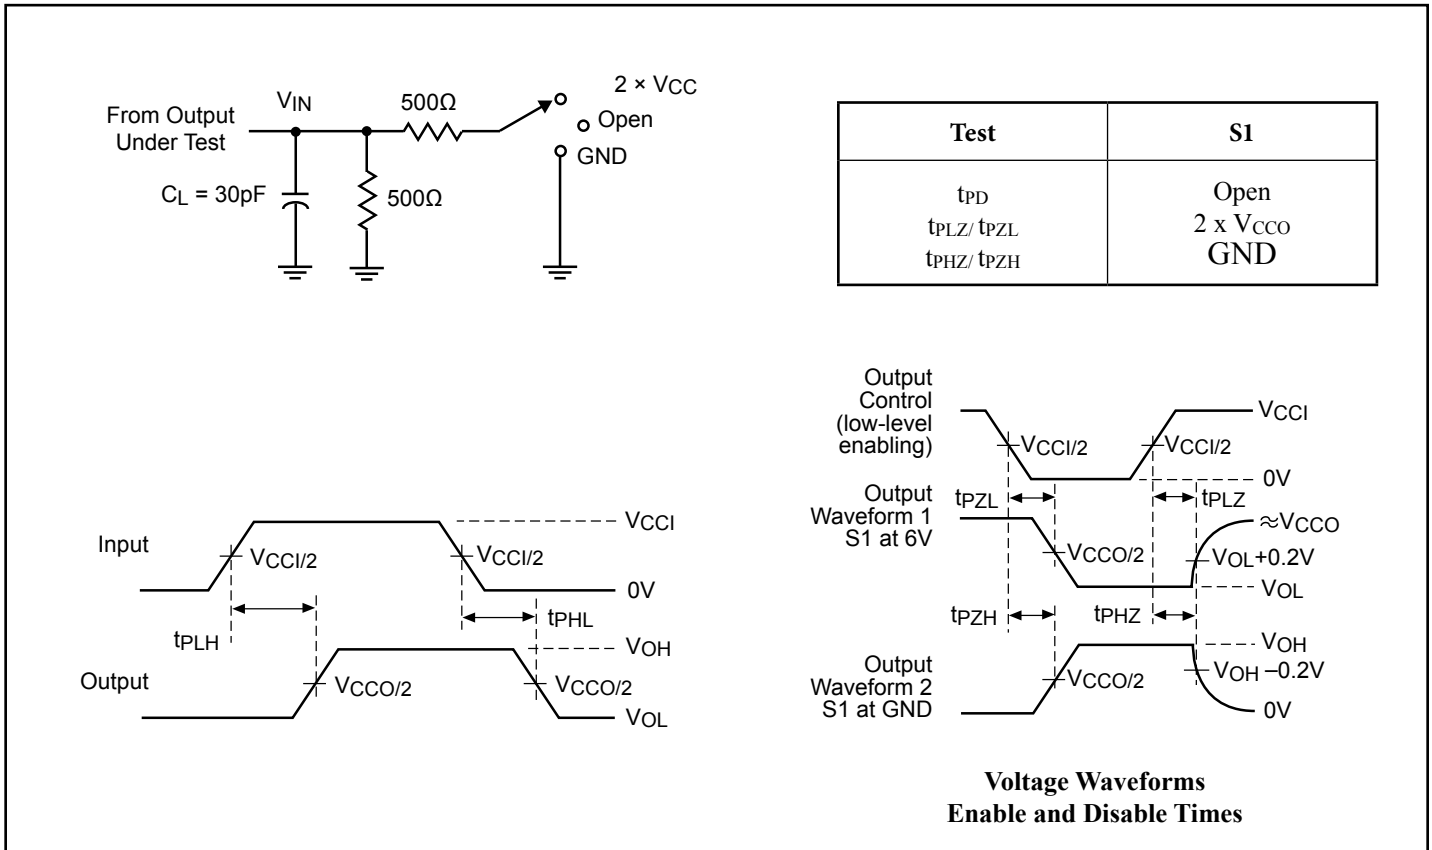 2 × VCC
VIN
500Ω
From Output
Under Test
Open
GND
CL = 30pF
500Ω
Test S1
tPD Open
tPLZ/ tPZL 2 x VCCO
tPHZ/ tPZH GND
Input
VCCI
VCCI/2
VCCI/2
0V
tPLH
tPHL
Output
VOH
VCCO/2
VCCO/2
VOL
Output
Control
(low-level
enabling)
VCCI
VCCI/2
VCCI/2
0V
Output
Waveform 1
S1 at 6V
tPZL
tPLZ
≈VCCO
VCCO/2
VOL+0.2V
VOL
tPZH
tPHZ
Output
Waveform 2
S1 at GND
VOH
VCCO/2
VOH –0.2V
0V
Voltage Waveforms
Enable and Disable Times